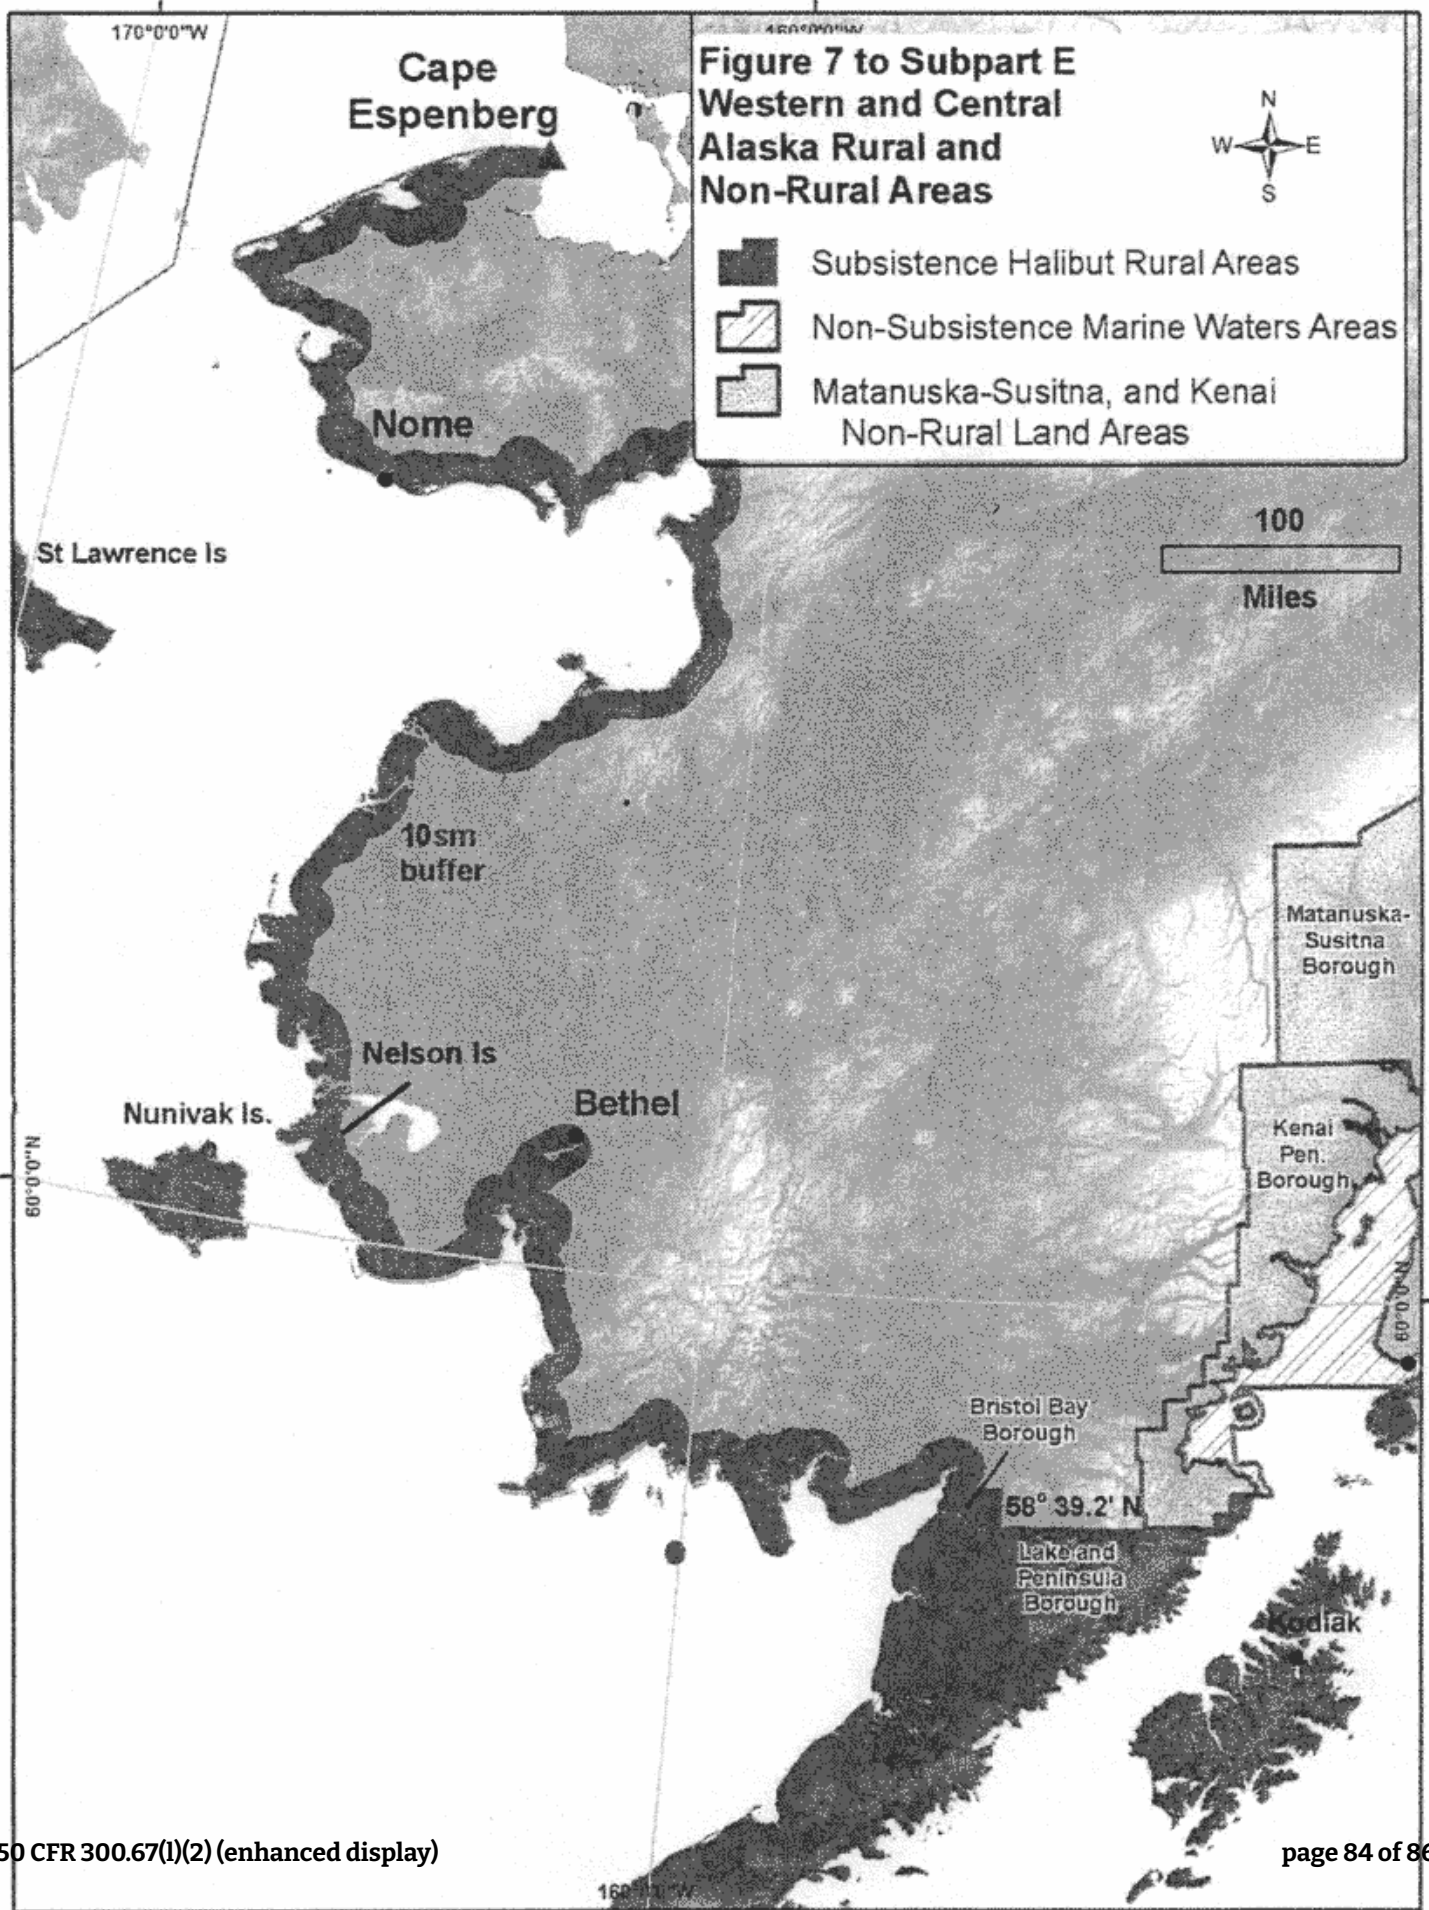 170°0'0"W
160°0'0"W
Cape
Espenberg
Figure 7 to Subpart E
Western and Central
Alaska Rural and
Non-Rural Areas
N
W
E
S
Subsistence Halibut Rural Areas
Non-Subsistence Marine Waters Areas
Matanuska-Susitna, and Kenai
Non-Rural Land Areas
Nome
100
Miles
St Lawrence Is
10sm
buffer
Matanuska-
Susitna
Borough
Nelson Is
Bethel
Nunivak Is.
Kenai
Pen.
Borough
60°0'0"N
60°0'0"N
Bristol Bay
Borough
58° 39.2' N
Lake and
Peninsula
Borough
Kodiak
50 CFR 300.67(l)(2) (enhanced display)
page 84 of 86